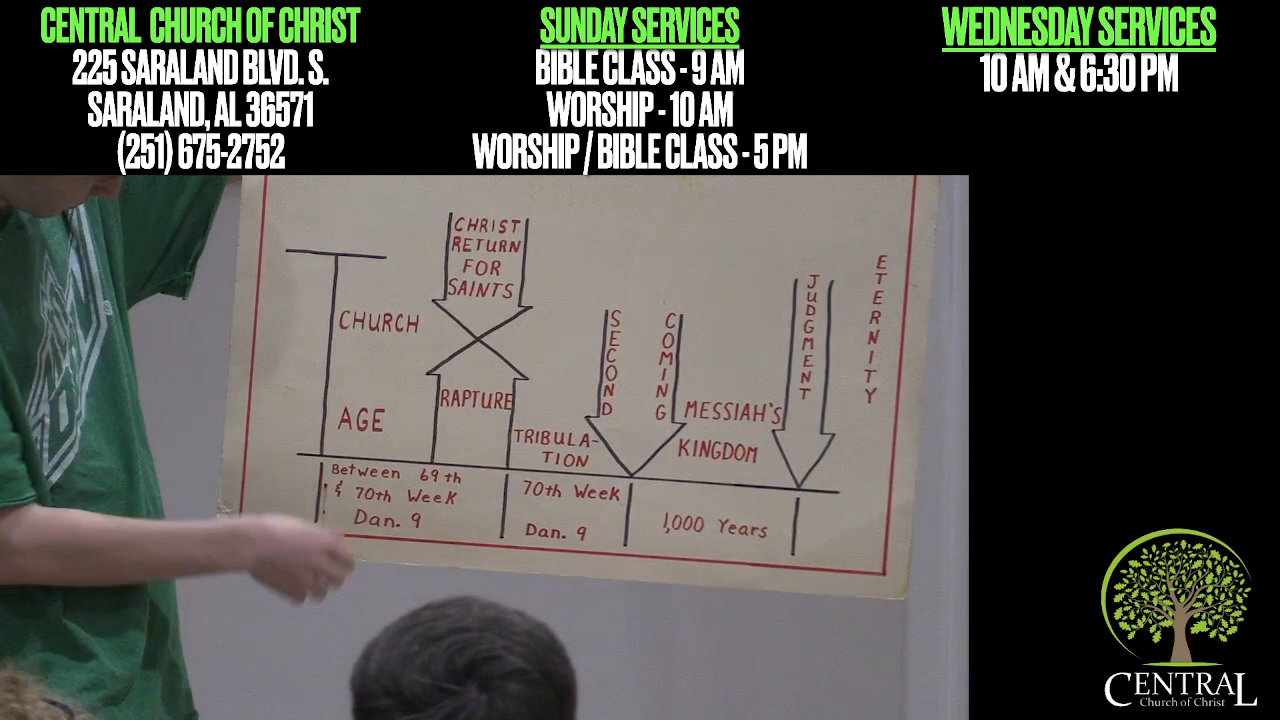 CENTRAL CHURCH OF CHRIST
225 SARALAND BLVD. S.
SARALAND, AL 36571
(251) 675-2752
SUNDAY SERVICES
BIBLE CLASS - 9 AM
WORSHIP - 10 AM
WORSHIP / BIBLE CLASS - 5 PM
WEDNESDAY SERVICES
10 AM & 6:30 PM
CHRIST
RETURN
FOR
SAINTS
CHURCH
AGE
RAPTURE
TRIBULA-
TION
SECOND
COMING
MESSIAH'S
KINGDOM
JUDGMENT
ETERNITY
Between 69th
& 70th Week
Dan. 9
70th Week
Dan. 9
1,000 Years
CENTRAL
Church of Christ